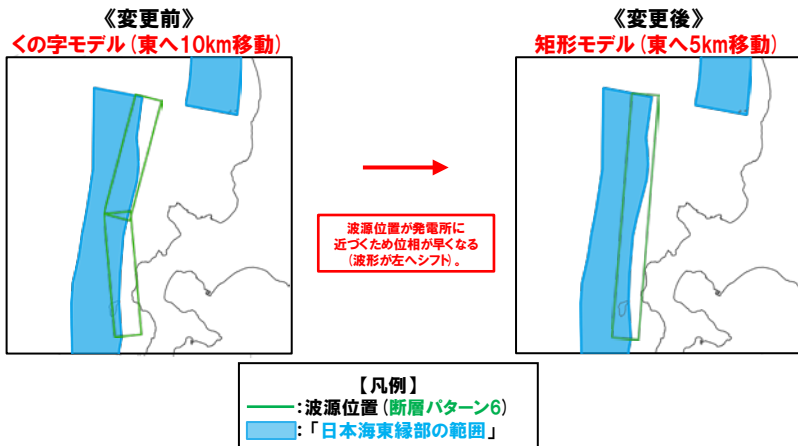 《変更前》
くの字モデル(東へ10km移動)
《変更後》
矩形モデル(東へ5km移動)
波源位置が発電所に
近づくため位相が早くなる
(波形が左へシフト)。
【凡例】
:波源位置(断層パターン6)
:「日本海東縁部の範囲」